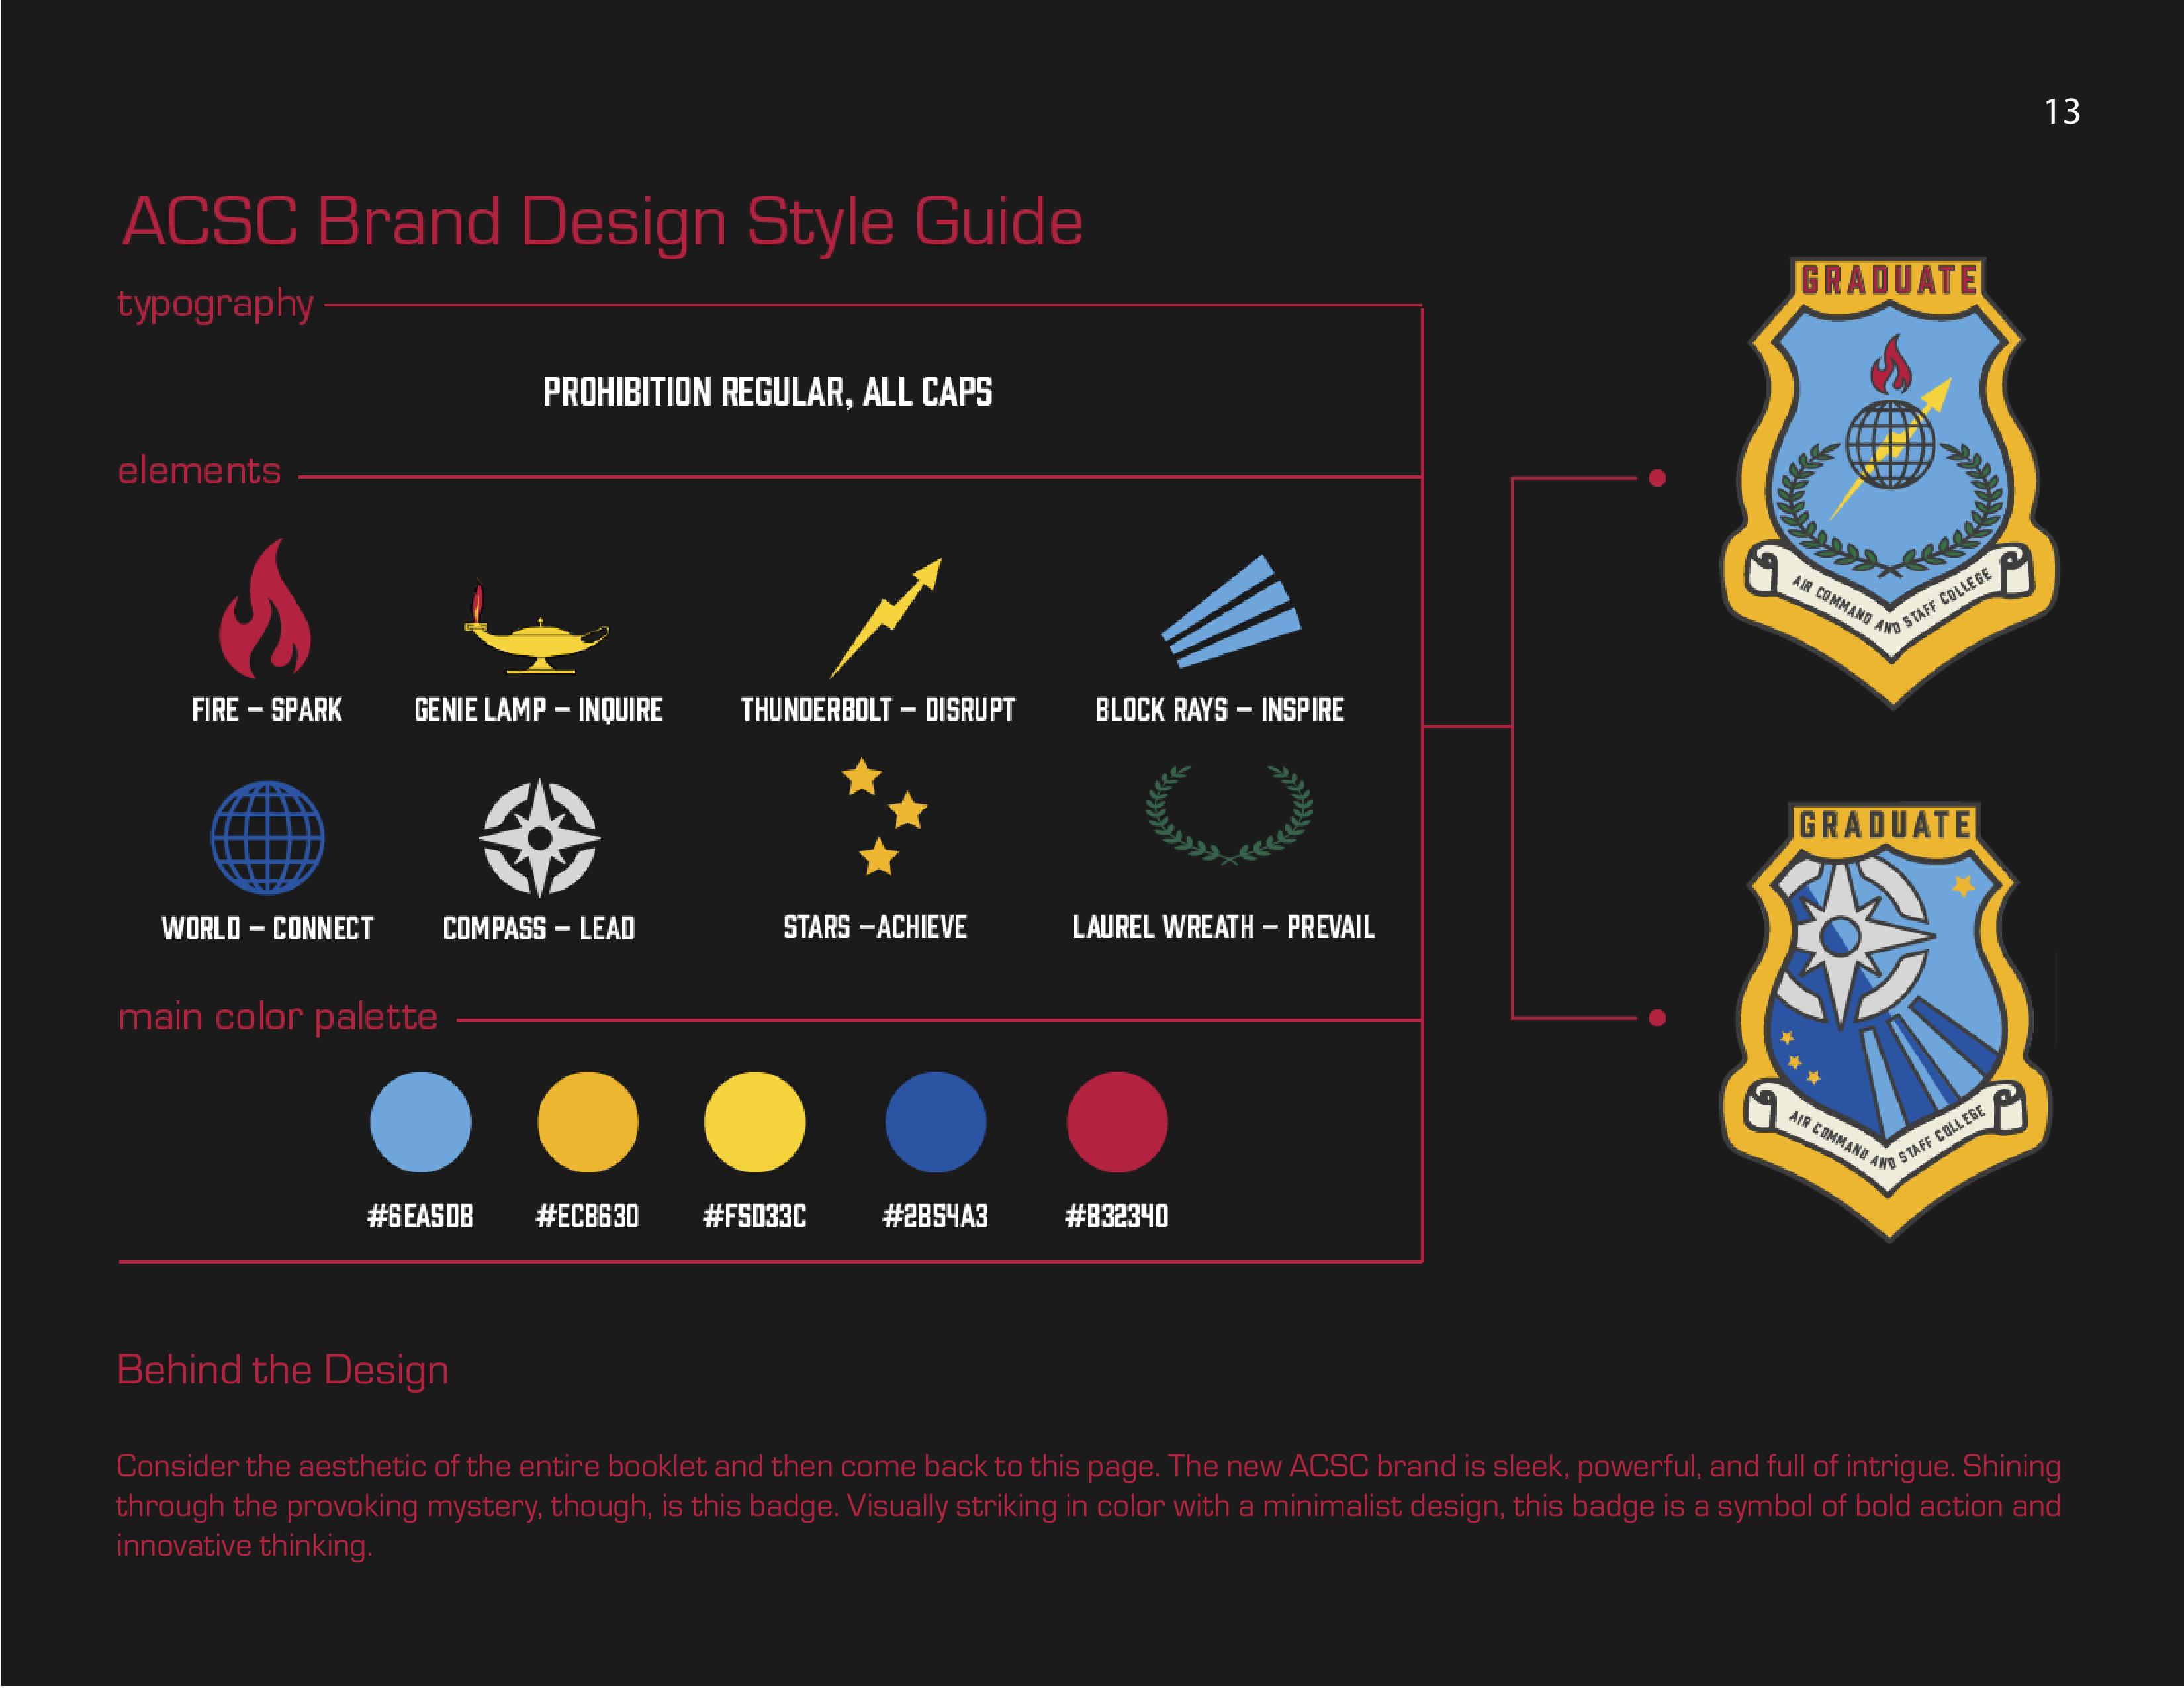 13
ACSC Brand Design Style Guide
typography
PROHIBITION REGULAR, ALL CAPS
elements
FIRE – SPARK
GENIE LAMP – INQUIRE
THUNDERBOLT – DISRUPT
BLOCK RAYS – INSPIRE
WORLD – CONNECT
COMPASS – LEAD
STARS –ACHIEVE
LAUREL WREATH – PREVAIL
main color palette
#6EA5DB
#ECB630
#F5D33C
#2B54A3
#B32340
GRADUATE
AIR COMMAND AND STAFF COLLEGE
GRADUATE
AIR COMMAND AND STAFF COLLEGE
Behind the Design
Consider the aesthetic of the entire booklet and then come back to this page. The new ACSC brand is sleek, powerful, and full of intrigue. Shining
through the provoking mystery, though, is this badge. Visually striking in color with a minimalist design, this badge is a symbol of bold action and
innovative thinking.